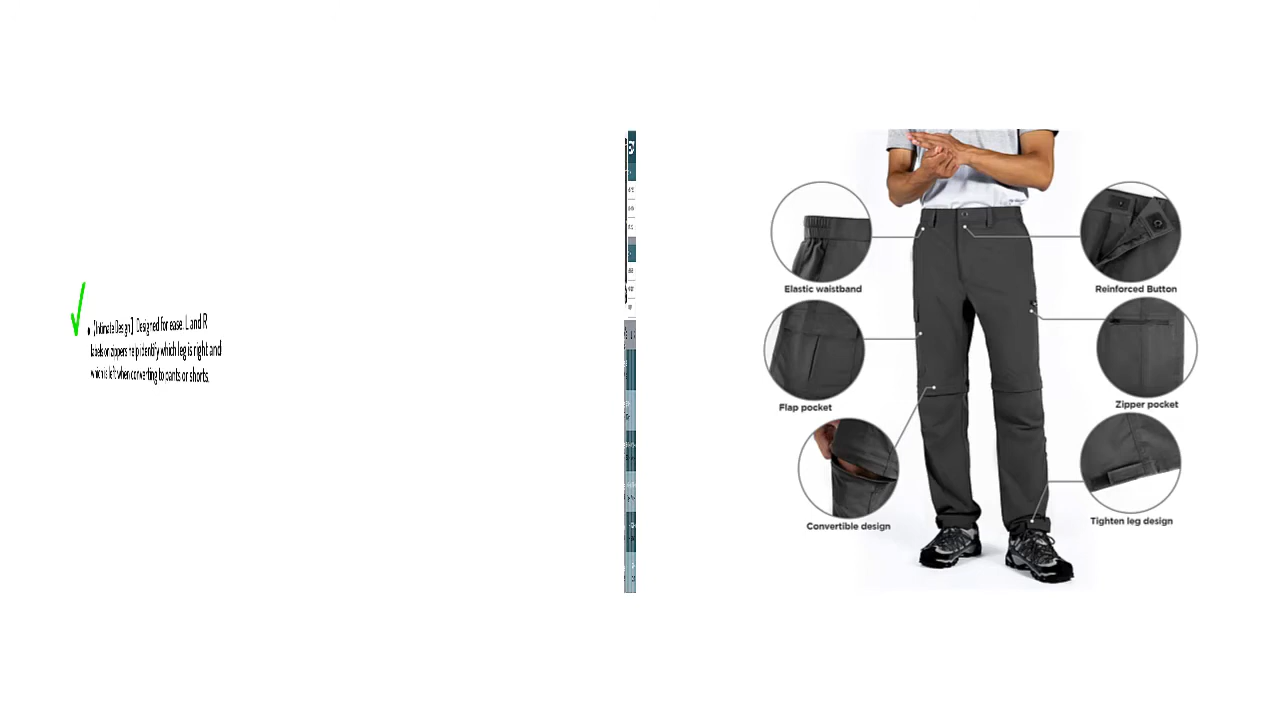 • [Intimate Design] Designed for ease. L and R
labels on zippers help identify which leg is right and
which is left when converting to pants or shorts.
Elastic waistband
Reinforced Button
Flap pocket
Zipper pocket
Convertible design
Tighten leg design